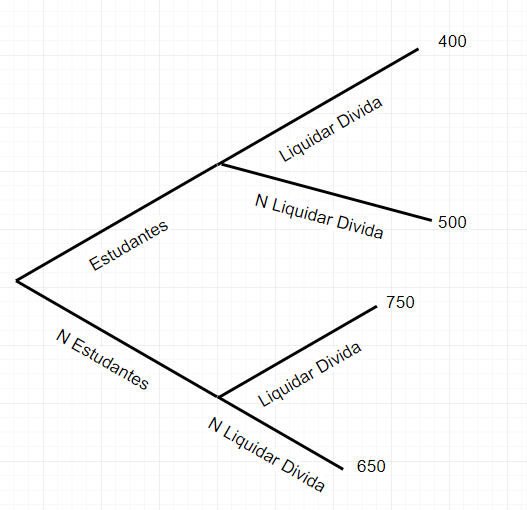 400
Liquidar Divida
N Liquidar Divida
500
Estudantes
750
N Estudantes
Liquidar Divida
N Liquidar Divida
650